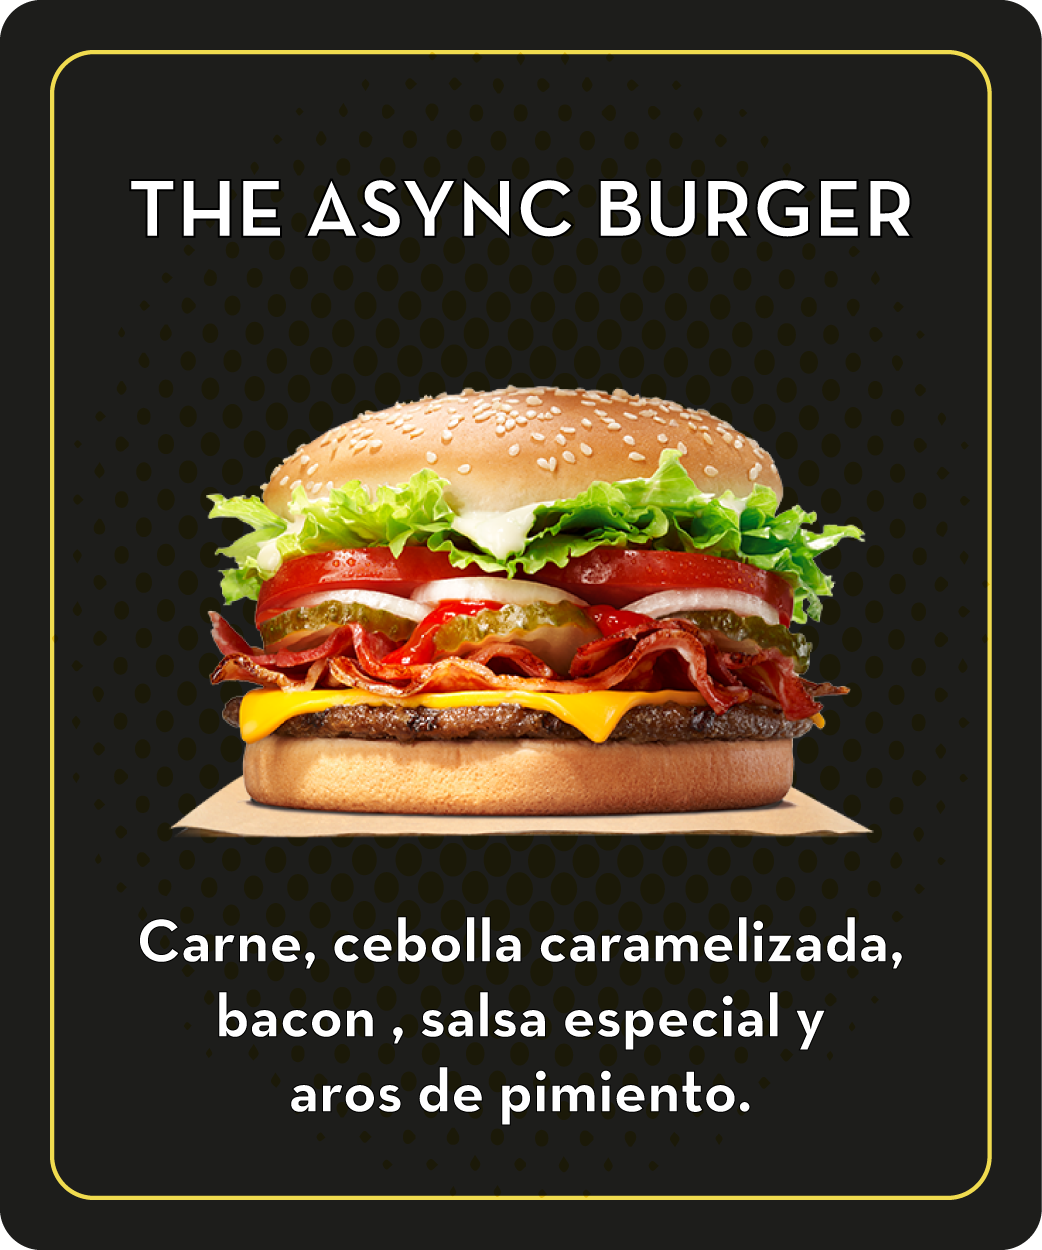 THE ASYNC BURGER
Carne, cebolla caramelizada,
bacon , salsa especial y
aros de pimiento.